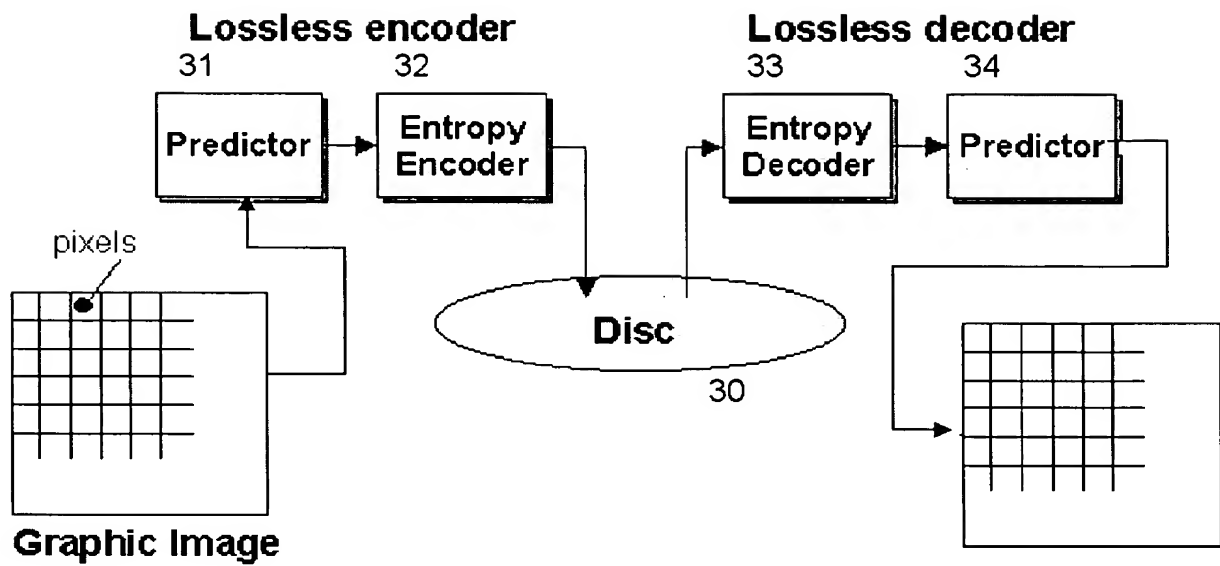 Lossless encoder
31 32
Predictor
Entropy
Encoder
Lossless decoder
33 34
Entropy
Decoder
Predictor
pixels
Disc
30
Graphic Image